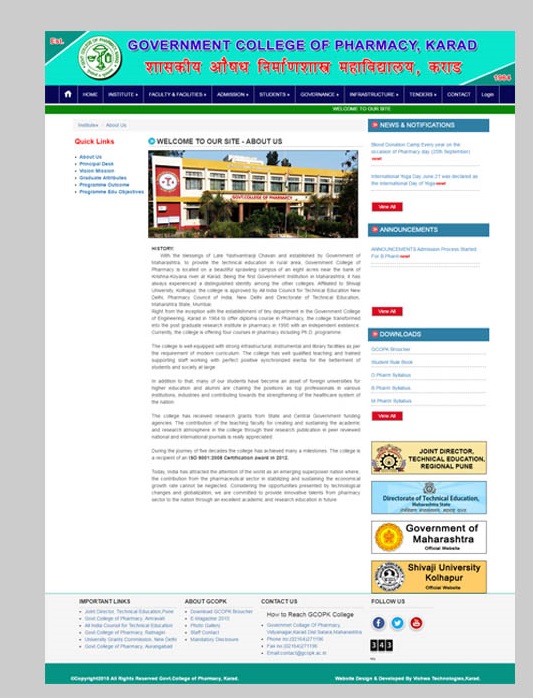 Est.
GOVERNMENT COLLEGE OF PHARMACY, KARAD
शासकीय औषध निर्माणशास्त्र महाविद्यालय, कराड
1964
HOME INSTITUTE FACULTY & FACILITIES ADMISSION STUDENTS GOVERNANCE INFRASTRUCTURE TENDERS CONTACT Login
WELCOME TO OUR SITE
Institutes / About Us
Quick Links
About Us
Principal Desk
Vision Mission
Graduate Attributes
Programme Outcome
Programme Edu Objectives
WELCOME TO OUR SITE - ABOUT US
GOVT.COLLEGE OF PHARMACY
HISTORY:
With the blessings of Late Yashwantraoji Chavan and established by Government of
Maharashtra, to provide the technical education in rural area, Government College of
Pharmacy is located on a beautiful sprawling campus of an eight acres near the bank of
Krishna-Koyana river at Karad. Being the first Government Institution in Maharashtra, it has
always experienced a distinguished identity among the other colleges. Affiliated to Shivaji
University, Kolhapur, the college is approved by All India Council for Technical Education New
Delhi, Pharmacy Council of India, New Delhi and Directorate of Technical Education,
Maharashtra State, Mumbai.
Right from the inception with the establishment of tiny department in the Government College
of Engineering, Karad in 1964 to offer diploma course in Pharmacy, the college transformed
into the post graduate research institute in pharmacy in 1995 with an independent existence.
Currently, the college is offering four courses in pharmacy including Ph.D. programme.
The college is well equipped with strong infrastructural, instrumental and library facilities as per
the requirement of modern curriculum. The college has well qualified teaching and trained
supporting staff working with perfect positive synchronized inertia for the betterment of
students and society at large
In addition to that, many of our students have become an asset of foreign universities for
higher education and alumni are chairing the positions as top professionals in various
institutions, industries and contributing towards the strengthening of the healthcare system of
the nation.
The college has received research grants from State and Central Government funding
agencies. The contribution of the teaching faculty for creating and sustaining the academic
and research atmosphere in the college through their research publication in peer reviewed
national and international journals is really appreciated.
During the journey of five decades the college has achieved many a milestones. The college is
a recipient of an ISO 9001:2008 Certification award in 2012.
Today, India has attracted the attention of the world as an emerging superpower nation where,
the contribution from the pharmaceutical sector in stabilizing and sustaining the economical
growth rate cannot be neglected. Considering the opportunities presented by technological
changes and globalization, we are committed to provide innovative talents from pharmacy
sector to the nation through an excellent academic and research education in future.
NEWS & NOTIFICATIONS
Blood Donation Camp Every year on the
occasion of Pharmacy day (25th September)
new!
International Yoga Day June 21 was declared as
the International Day of Yoga new!
View All
ANNOUNCEMENTS
ANNOUNCEMENTS Admission Process Started
For B.Pharm new!
View All
DOWNLOADS
GCOPK Broucher
Student Rule Book
D Pharm Syllabus
B Pharm Syllabus
M Pharm Syllabus
View All
JOINT DIRECTOR,
TECHNICAL EDUCATION,
REGIONAL PUNE
Directorate of Technical Education,
Maharashtra State
Government of
Maharashtra
Official Website
Shivaji University
Kolhapur
Official Website
IMPORTANT LINKS
Joint Director, Technical Education,Pune
Govt College of Pharmacy, Amravati
All India Council for Technical Education
Govt College of Pharmacy, Ratnagiri
University Grants Commission, New Delhi
Govt College of Pharmacy, Aurangabad
ABOUT GCOPK
Download GCOPK Broucher
E-Magazine 2015
Photo Gallery
Staff Contact
Mandatory Disclosure
CONTACT US
How to Reach GCOPK College
Government College Of Pharmacy,
Vidyanagar,Karad.Dist Satara,Maharashtra
Phone no:(02164)271196
Fax no:(02164)271196
Email:contact@gcopk.ac.in
FOLLOW US
343
©Copyright2015 All Rights Reserved Govt.College of Pharmacy, Karad.
Website Design & Developed By Vishwa Technologies,Karad.